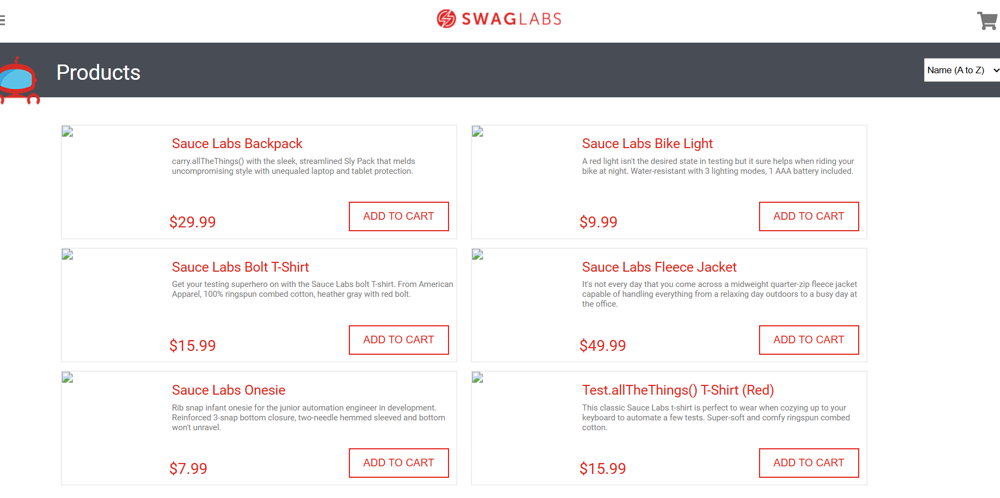 SWAGLABS
Products
Name (A to Z)
Sauce Labs Backpack
carry.allTheThings() with the sleek, streamlined Sly Pack that melds
uncompromising style with unequaled laptop and tablet protection.
$29.99
ADD TO CART
Sauce Labs Bike Light
A red light isn't the desired state in testing but it sure helps when riding your
bike at night. Water-resistant with 3 lighting modes, 1 AAA battery included.
$9.99
ADD TO CART
Sauce Labs Bolt T-Shirt
Get your testing superhero on with the Sauce Labs bolt T-shirt. From American
Apparel, 100% ringspun combed cotton, heather gray with red bolt.
$15.99
ADD TO CART
Sauce Labs Fleece Jacket
It's not every day that you come across a midweight quarter-zip fleece jacket
capable of handling everything from a relaxing day outdoors to a busy day at
the office.
$49.99
ADD TO CART
Sauce Labs Onesie
Rib snap infant onesie for the junior automation engineer in development.
Reinforced 3-snap bottom closure, two-needle hemmed sleeved and bottom
won't unravel.
$7.99
ADD TO CART
Test.allTheThings() T-Shirt (Red)
This classic Sauce Labs t-shirt is perfect to wear when cozying up to your
keyboard to automate a few tests. Super-soft and comfy ringspun combed
cotton.
$15.99
ADD TO CART